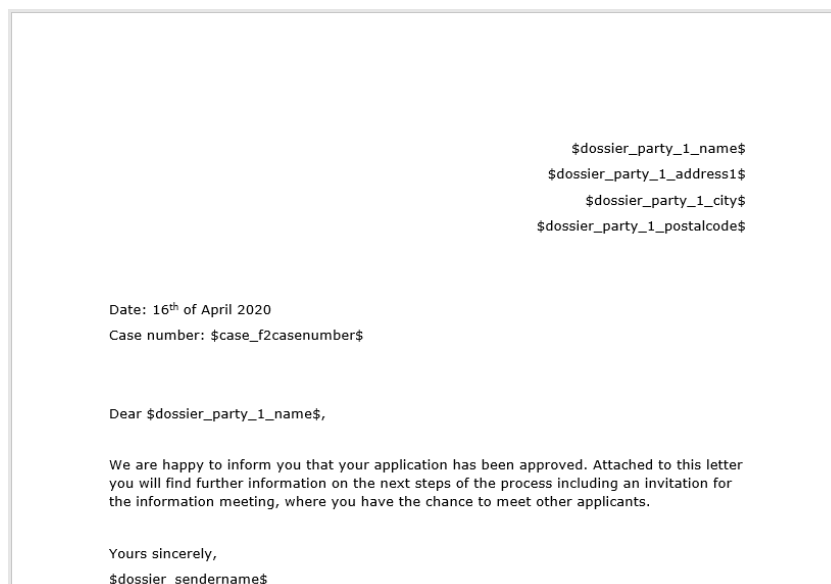 $dossier_party_1_name$
$dossier_party_1_address1$
$dossier_party_1_city$
$dossier_party_1_postalcode$
Date: 16th of April 2020
Case number: $case_f2casenumber$
Dear $dossier_party_1_name$,
We are happy to inform you that your application has been approved. Attached to this letter
you will find further information on the next steps of the process including an invitation for
the information meeting, where you have the chance to meet other applicants.
Yours sincerely,
$dossier_sendername$